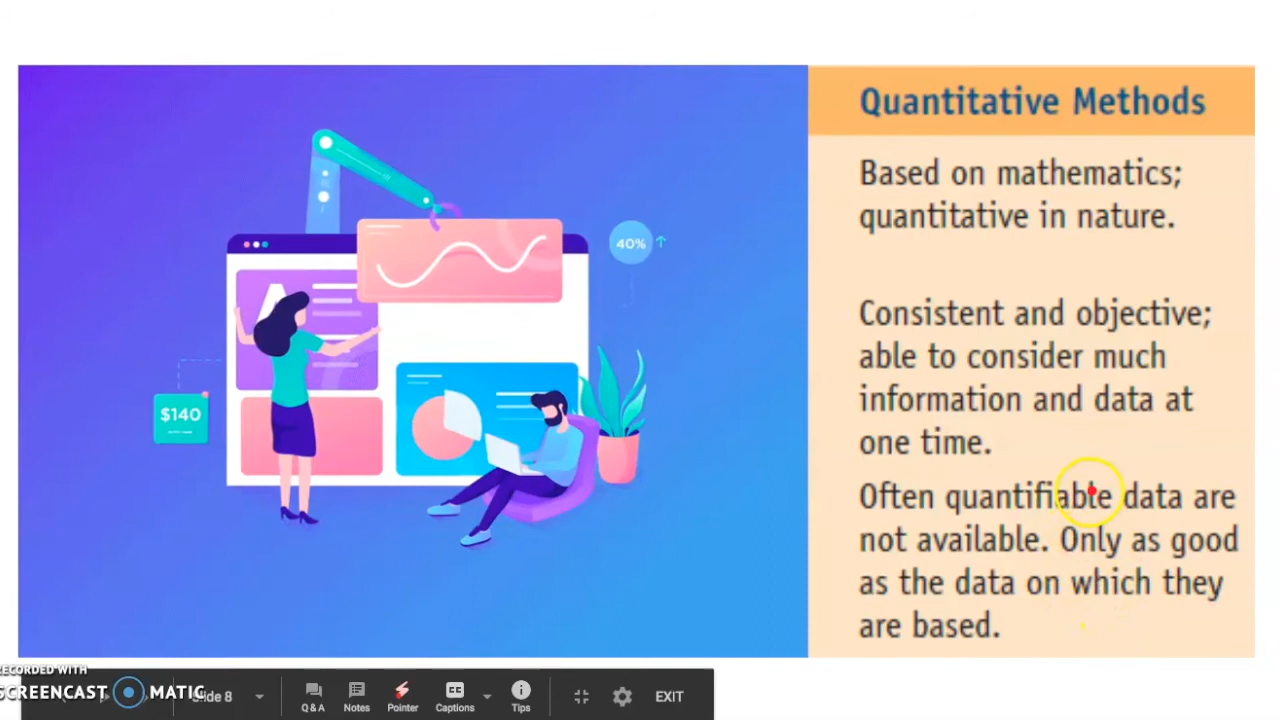 Quantitative Methods
Based on mathematics;
quantitative in nature.
Consistent and objective;
able to consider much
information and data at
one time.
Often quantifiable data are
not available. Only as good
as the data on which they
are based.
40%
$140
A
RECORDED WITH
SCREENCAST MATIC
Slide 8
Q & A
Notes
Pointer
CC
Captions
Tips
EXIT